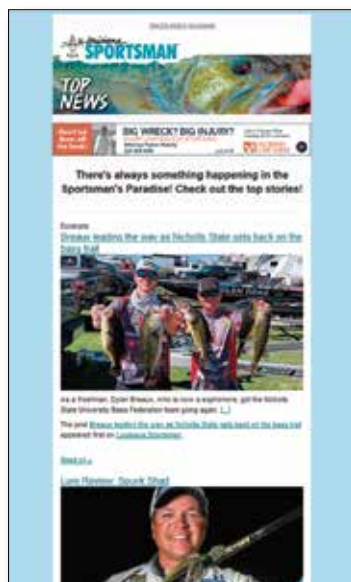 Louisiana
SPORTSMAN
TOP
NEWS
BIG WRECK? BIG INJURY?
There's always something happening in the
Sportsman's Paradise! Check out the top stories!
Breaux leading the way as Nicholls State gets back on the
bass trail
As a freshman, Dylan Breaux, who is now a sophomore, got the Nicholls
State University Bass Federation team going again. [...]
The post Breaux leading the way as Nicholls State gets back on the bass trail
appeared first on Louisiana Sportsman.
Read on »
Lure Review: Spunk Shad